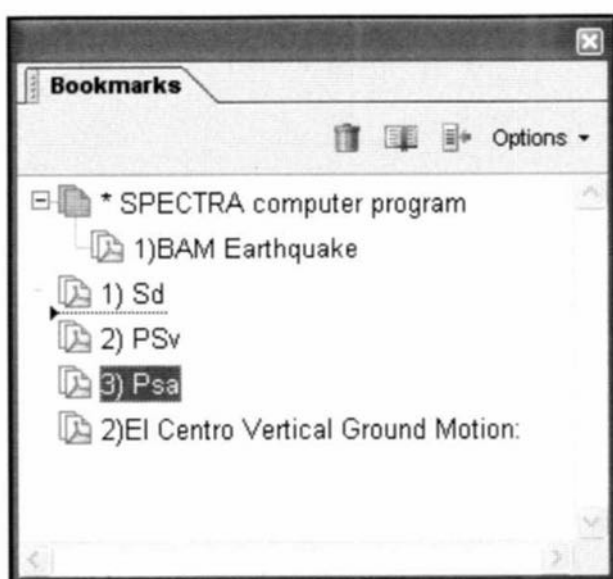 Bookmarks
Options
* SPECTRA computer program
1)BAM Earthquake
1) Sd
2) PSv
3) Psa
2)El Centro Vertical Ground Motion: